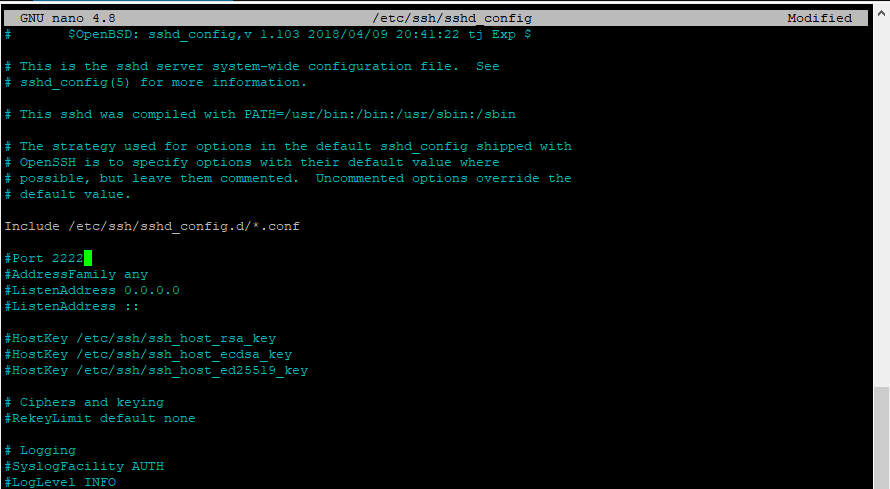 GNU nano 4.8 /etc/ssh/sshd_config Modified
# $OpenBSD: sshd_config,v 1.103 2018/04/09 20:41:22 tj Exp $
# This is the sshd server system-wide configuration file. See
# sshd_config(5) for more information.
# This sshd was compiled with PATH=/usr/bin:/bin:/usr/sbin:/sbin
# The strategy used for options in the default sshd_config shipped with
# OpenSSH is to specify options with their default value where
# possible, but leave them commented. Uncommented options override the
# default value.
Include /etc/ssh/sshd_config.d/*.conf
#Port 2222
#AddressFamily any
#ListenAddress 0.0.0.0
#ListenAddress ::
#HostKey /etc/ssh/ssh_host_rsa_key
#HostKey /etc/ssh/ssh_host_ecdsa_key
#HostKey /etc/ssh/ssh_host_ed25519_key
# Ciphers and keying
#RekeyLimit default none
# Logging
#SyslogFacility AUTH
#LogLevel INFO